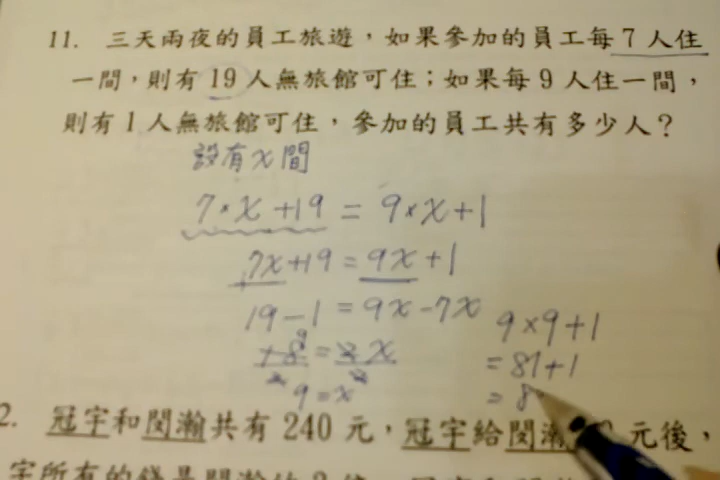 11. 三天兩夜的員工旅遊，如果參加的員工每7人住
一間，則有19人無旅館可住；如果每9人住一間，
則有1人無旅館可住，參加的員工共有多少人？
設有x間
7×x+19=9×x+1
7x+19=9x+1
19-1=9x-7x
9=x
9×9+1
=81+1
=8
2. 冠宇和閔瀚共有240元，冠宇給閔瀚 元後，